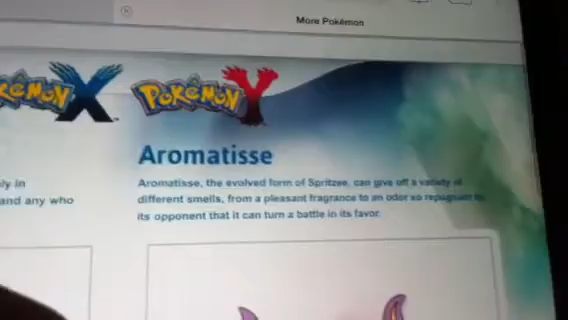 More Pokémon
POKÉMON X
POKÉMON Y
Aromatisse
ly in
and any who
Aromatisse, the evolved form of Spritzee, can give off a variety of
different smells, from a pleasant fragrance to an odor so repugnant to
its opponent that it can turn a battle in its favor.